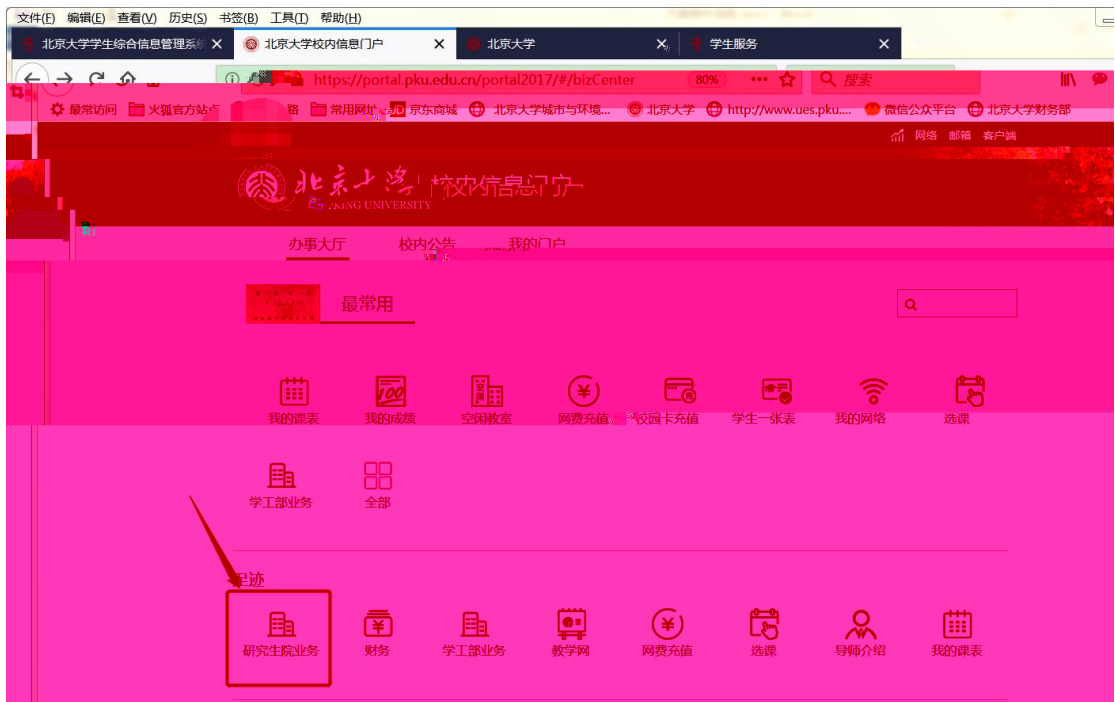 文件(F) 编辑(E) 查看(V) 历史(S) 书签(B) 工具(T) 帮助(H)
北京大学学生综合信息管理系统 北京大学校内信息门户 北京大学 学生服务
https://portal.pku.edu.cn/portal2017/#/bizCenter 80% 搜索
最常访问 火狐官方站点 路 常用网址 JD 京东商城 北京大学城市与环境... 北京大学 http://www.ues.pku.... 微信公众平台 北京大学财务部
网络 邮箱 客户端
北京大学 校内信息门户
PEKING UNIVERSITY
办事大厅 校内公告 我的门户
最常用
我的课表 我的成绩 空闲教室 网费充值 校园卡充值 学生一张表 我的网络 选课
学工部业务 全部
足迹
研究生院业务 财务 学工部业务 教学网 网费充值 选课 导师介绍 我的课表